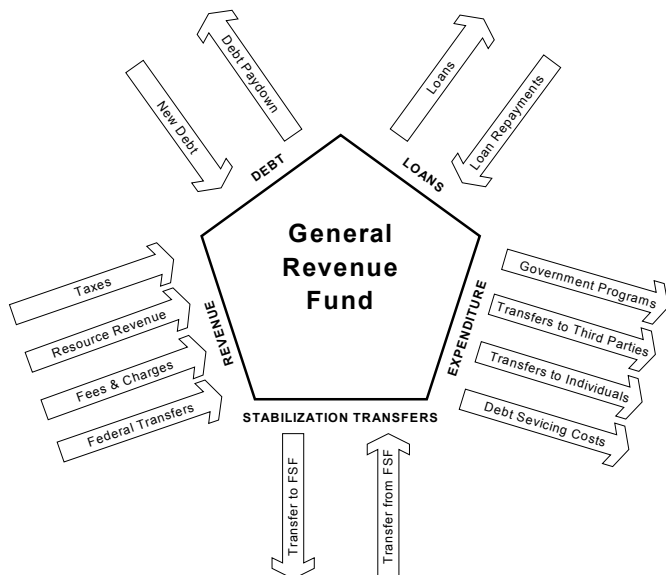 Debt Paydown
New Debt
Loans
Loan Repayments
DEBT
LOANS
General
Revenue
Fund
Taxes
Resource Revenue
Fees & Charges
Federal Transfers
REVENUE
EXPENDITURE
Government Programs
Transfers to Third Parties
Transfers to Individuals
Debt Sevicing Costs
STABILIZATION TRANSFERS
Transfer to FSF
Transfer from FSF